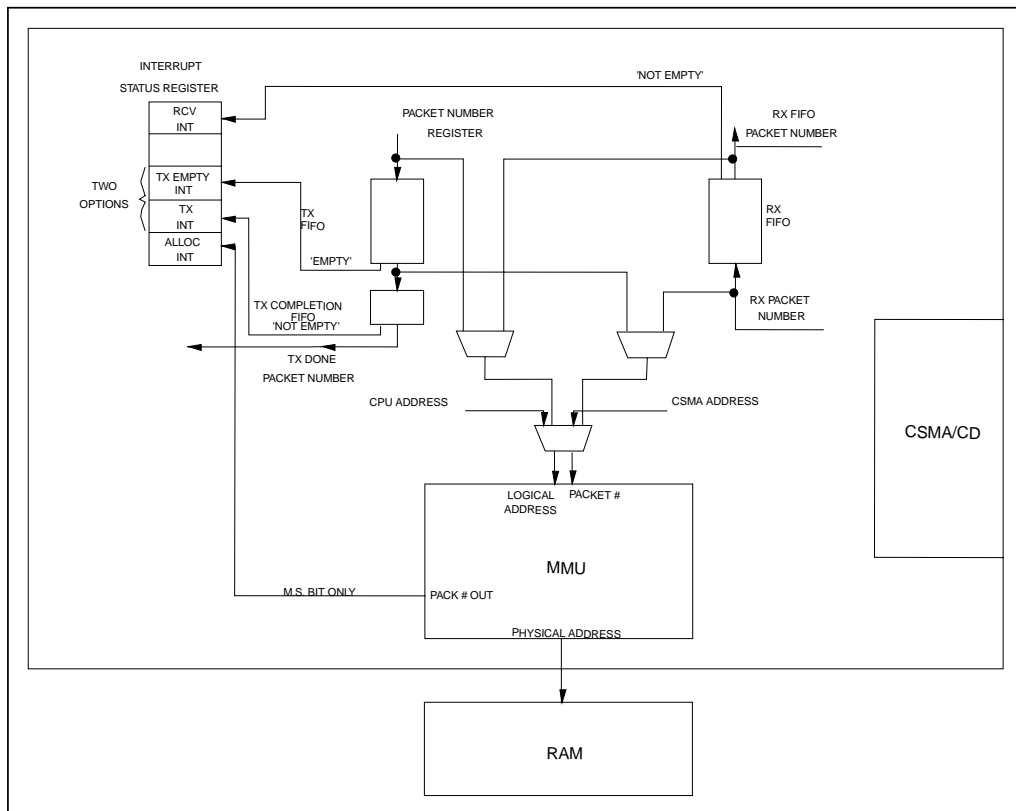 INTERRUPT
STATUS REGISTER
RCV
INT
TX EMPTY
INT
TX
INT
ALLOC
INT
TWO
OPTIONS
'NOT EMPTY'
PACKET NUMBER
REGISTER
RX FIFO
PACKET NUMBER
TX
FIFO
RX
FIFO
'EMPTY'
TX COMPLETION
FIFO
'NOT EMPTY'
TX DONE
PACKET NUMBER
RX PACKET
NUMBER
CPU ADDRESS
CSMA ADDRESS
CSMA/CD
LOGICAL
ADDRESS
PACKET #
MMU
M.S. BIT ONLY
PACK # OUT
PHYSICAL ADDRESS
RAM